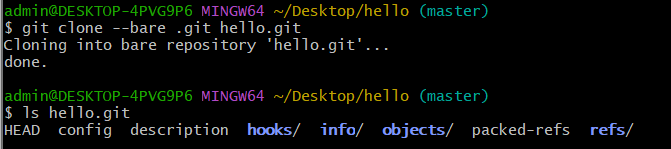 admin@DESKTOP-4PVG9P6 MINGW64 ~/Desktop/hello (master)
$ git clone --bare .git hello.git
Cloning into bare repository 'hello.git'...
done.
admin@DESKTOP-4PVG9P6 MINGW64 ~/Desktop/hello (master)
$ ls hello.git
HEAD config description hooks/ info/ objects/ packed-refs refs/